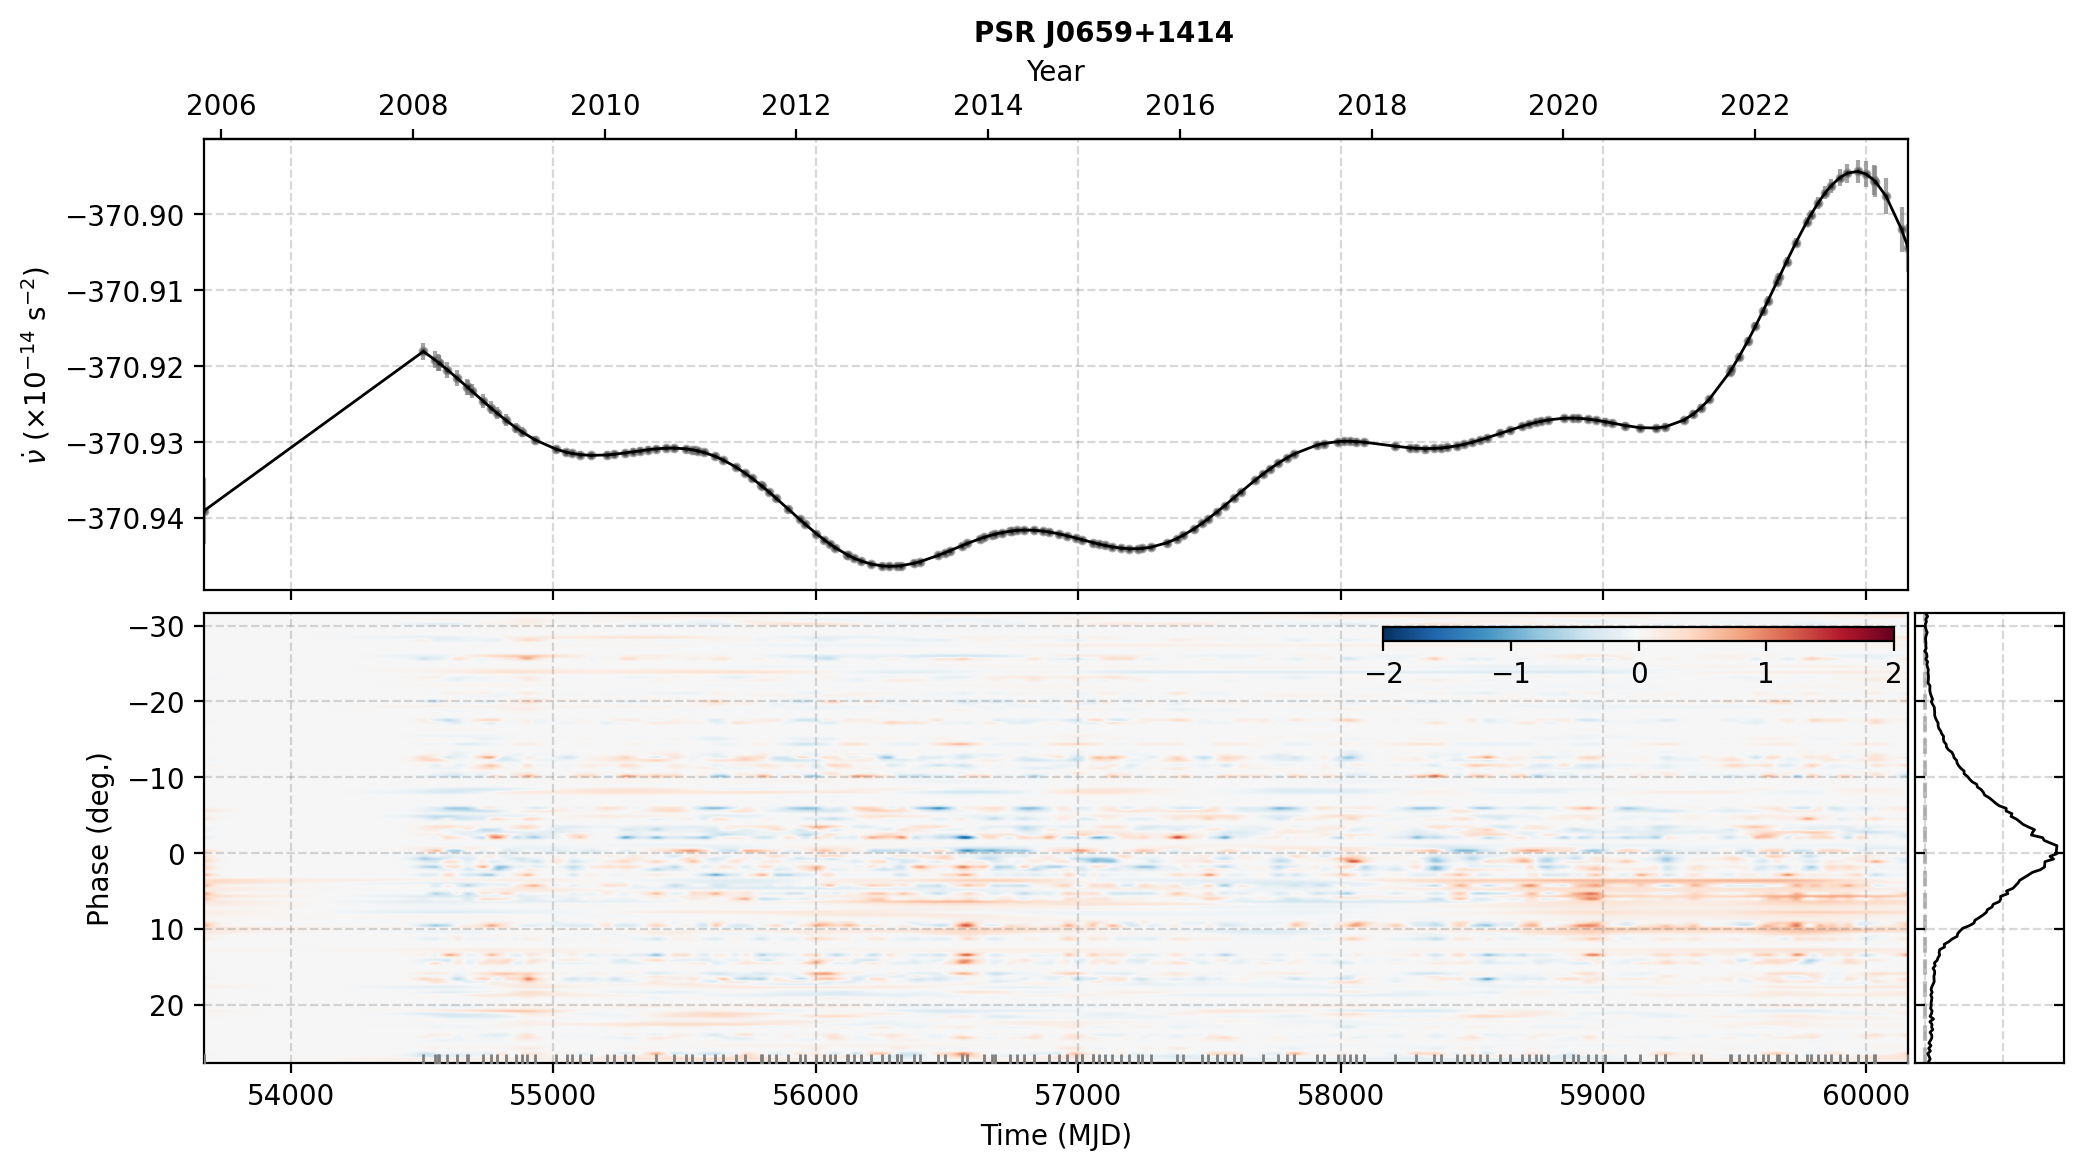 PSR J0659+1414
Year
2006 2008 2010 2012 2014 2016 2018 2020 2022
−370.90
−370.91
−370.92
−370.93
−370.94
ν̇ (×10⁻¹⁴ s⁻²)
−30
−20
−10
0
10
20
Phase (deg.)
−2 −1 0 1 2
54000 55000 56000 57000 58000 59000 60000
Time (MJD)